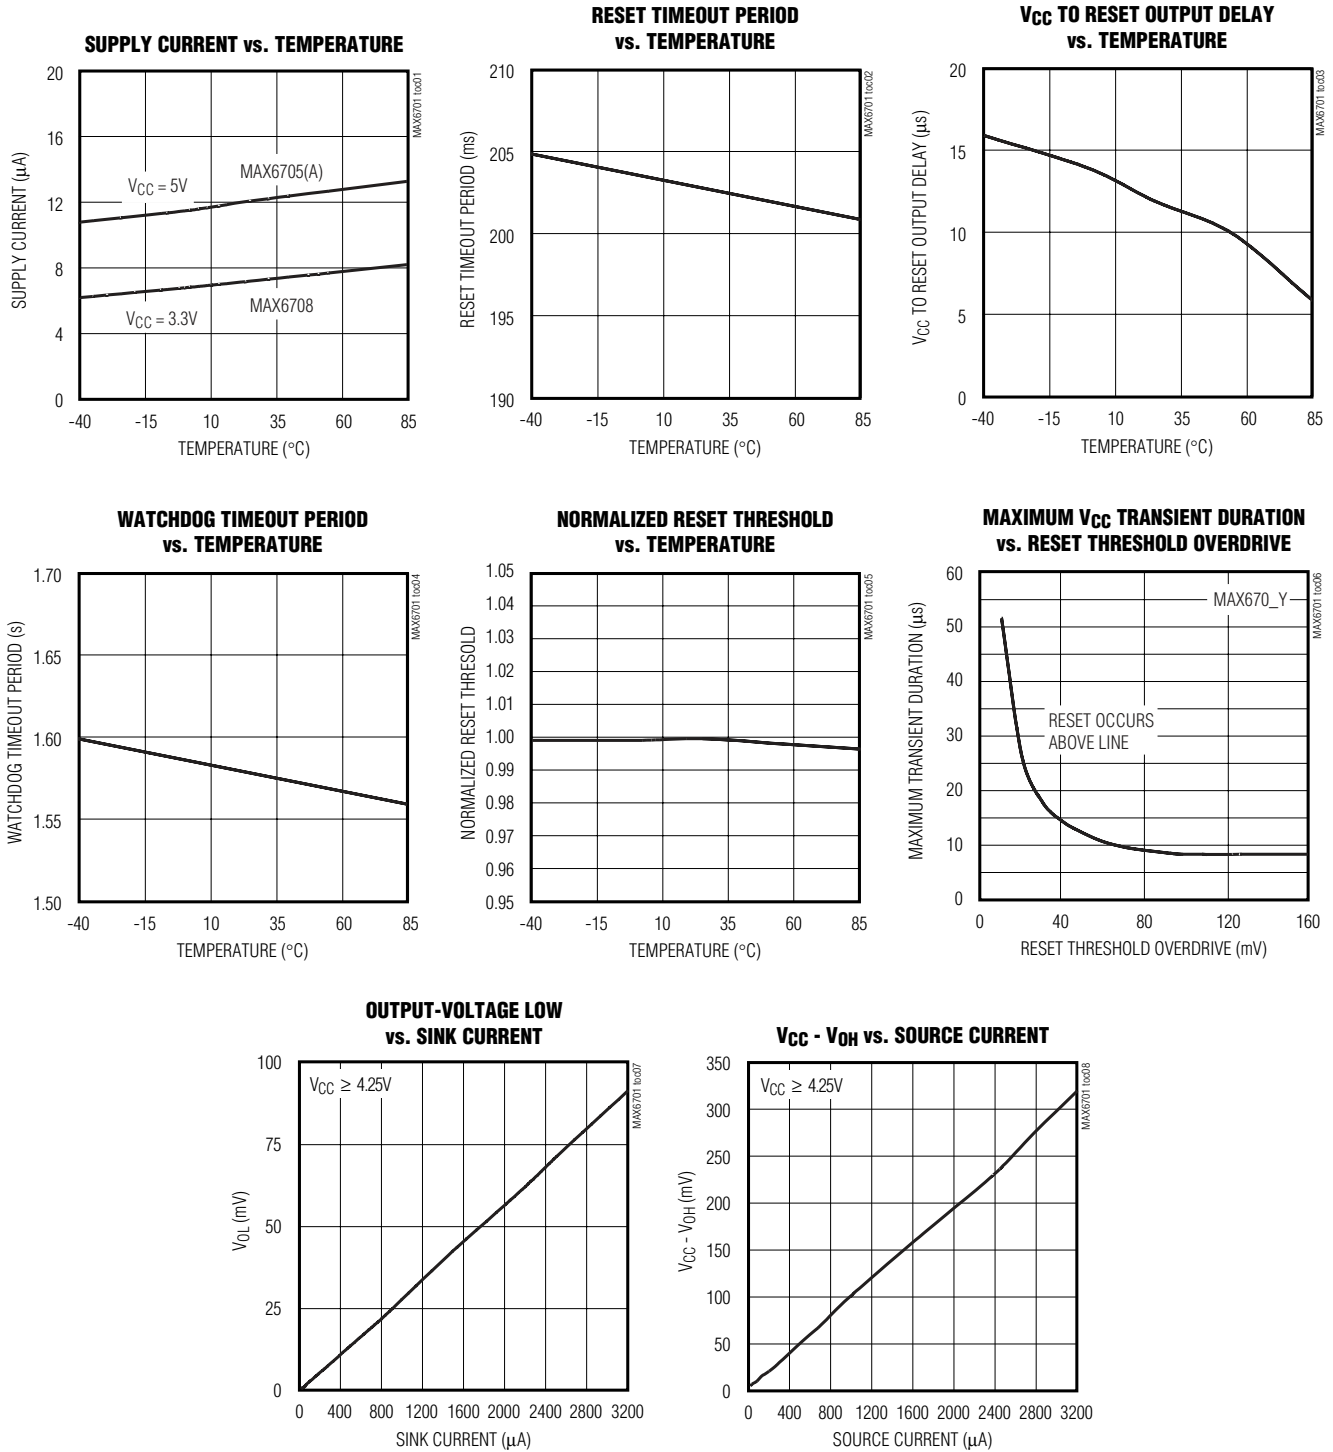 SUPPLY CURRENT vs. TEMPERATURE
20
16
12
8
4
0
SUPPLY CURRENT (µA)
VCC = 5V
MAX6705(A)
MAX6708
VCC = 3.3V
-40
-15
10
35
60
85
TEMPERATURE (°C)
MAX6701 toc01
RESET TIMEOUT PERIOD
vs. TEMPERATURE
210
205
200
195
190
RESET TIMEOUT PERIOD (ms)
-40
-15
10
35
60
85
TEMPERATURE (°C)
MAX6701 toc02
VCC TO RESET OUTPUT DELAY
vs. TEMPERATURE
20
15
10
5
0
VCC TO RESET OUTPUT DELAY (µs)
-40
-15
10
35
60
85
TEMPERATURE (°C)
MAX6701 toc03
WATCHDOG TIMEOUT PERIOD
vs. TEMPERATURE
1.70
1.65
1.60
1.55
1.50
WATCHDOG TIMEOUT PERIOD (s)
-40
-15
10
35
60
85
TEMPERATURE (°C)
MAX6701 toc04
NORMALIZED RESET THRESHOLD
vs. TEMPERATURE
1.05
1.04
1.03
1.02
1.01
1.00
0.99
0.98
0.97
0.96
0.95
NORMALIZED RESET THRESOLD
-40
-15
10
35
60
85
TEMPERATURE (°C)
MAX6701 toc05
MAXIMUM VCC TRANSIENT DURATION
vs. RESET THRESHOLD OVERDRIVE
60
50
40
30
20
10
0
MAXIMUM TRANSIENT DURATION (µs)
MAX670_Y
RESET OCCURS
ABOVE LINE
0
40
80
120
160
RESET THRESHOLD OVERDRIVE (mV)
MAX6701 toc06
OUTPUT-VOLTAGE LOW
vs. SINK CURRENT
100
75
50
25
0
VOL (mV)
VCC ≥ 4.25V
0
400
800
1200
1600
2000
2400
2800
3200
SINK CURRENT (µA)
MAX6701 toc07
VCC - VOH vs. SOURCE CURRENT
350
300
250
200
150
100
50
0
VCC - VOH (mV)
VCC ≥ 4.25V
0
400
800
1200
1600
2000
2400
2800
3200
SOURCE CURRENT (µA)
MAX6701 toc08